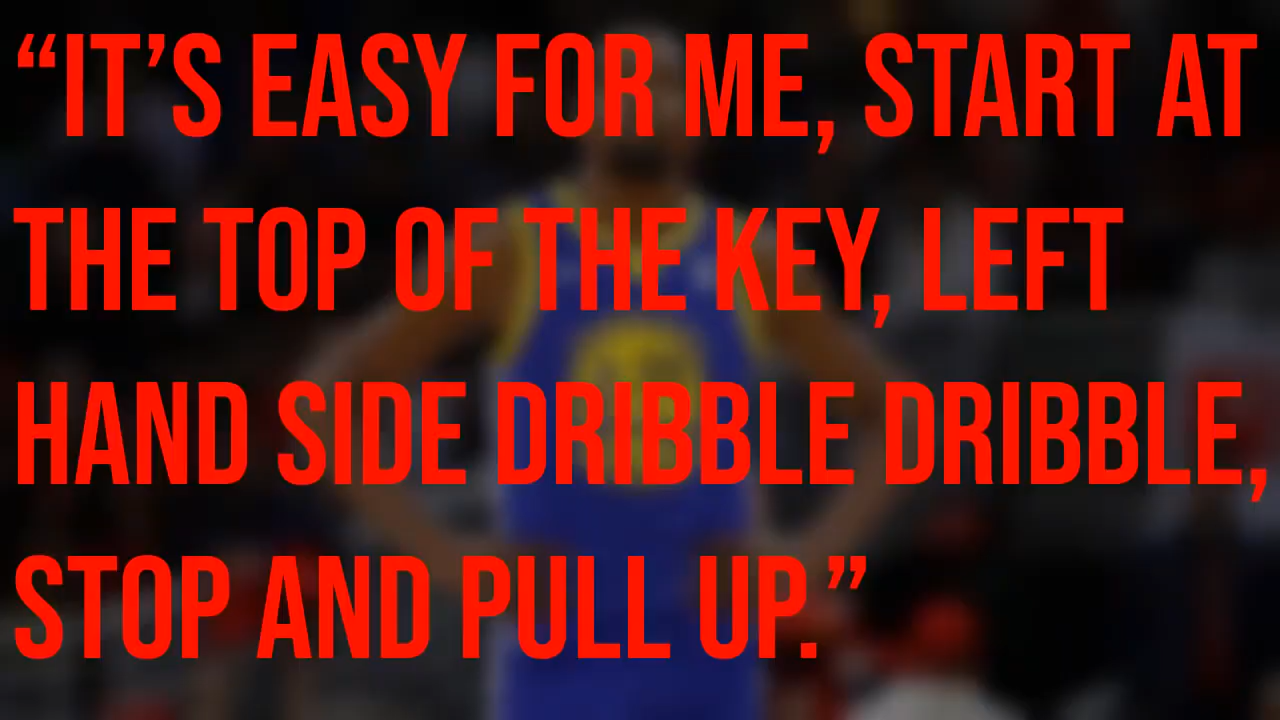 “IT’S EASY FOR ME, START AT
THE TOP OF THE KEY, LEFT
HAND SIDE DRIBBLE DRIBBLE,
STOP AND PULL UP.”